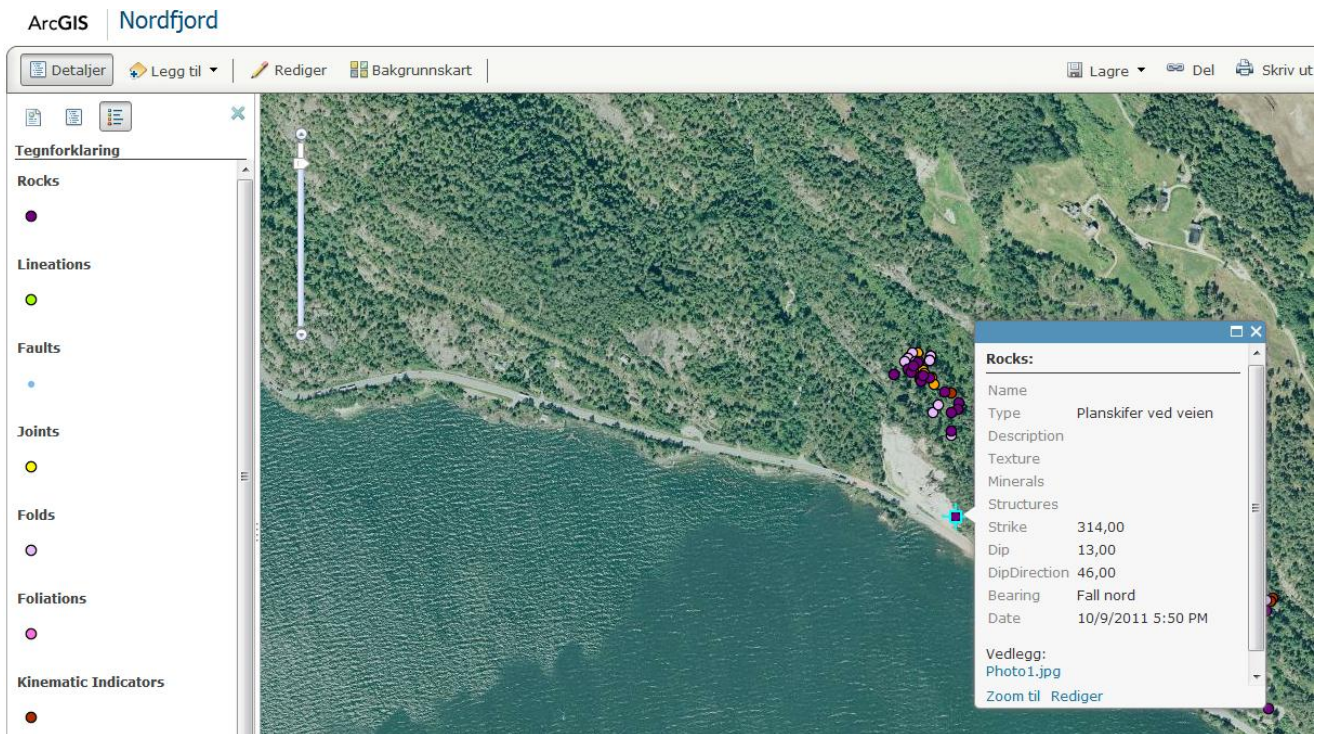 ArcGIS Nordfjord
Detaljer Legg til Rediger Bakgrunnskart Lagre Del Skriv ut
Tegnforklaring
Rocks
Lineations
Faults
Joints
Folds
Foliations
Kinematic Indicators
Rocks:
Name
Type Planskifer ved veien
Description
Texture
Minerals
Structures
Strike 314,00
Dip 13,00
DipDirection 46,00
Bearing Fall nord
Date 10/9/2011 5:50 PM
Vedlegg:
Photo1.jpg
Zoom til Rediger